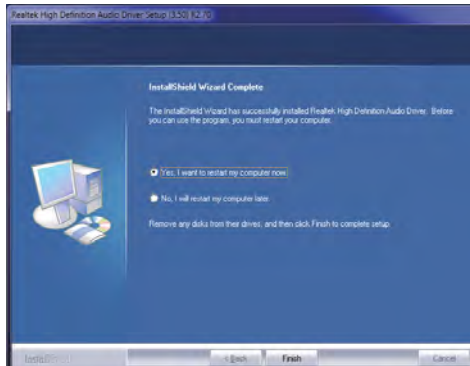 Realtek High Definition Audio Driver Setup (3.50) R2.70
InstallShield Wizard Complete
The InstallShield Wizard has successfully installed Realtek High Definition Audio Driver. Before
you can use the program, you must restart your computer.
Yes, I want to restart my computer now.
No, I will restart my computer later.
Remove any disks from their drives, and then click Finish to complete setup.
InstallShield
< Back
Finish
Cancel